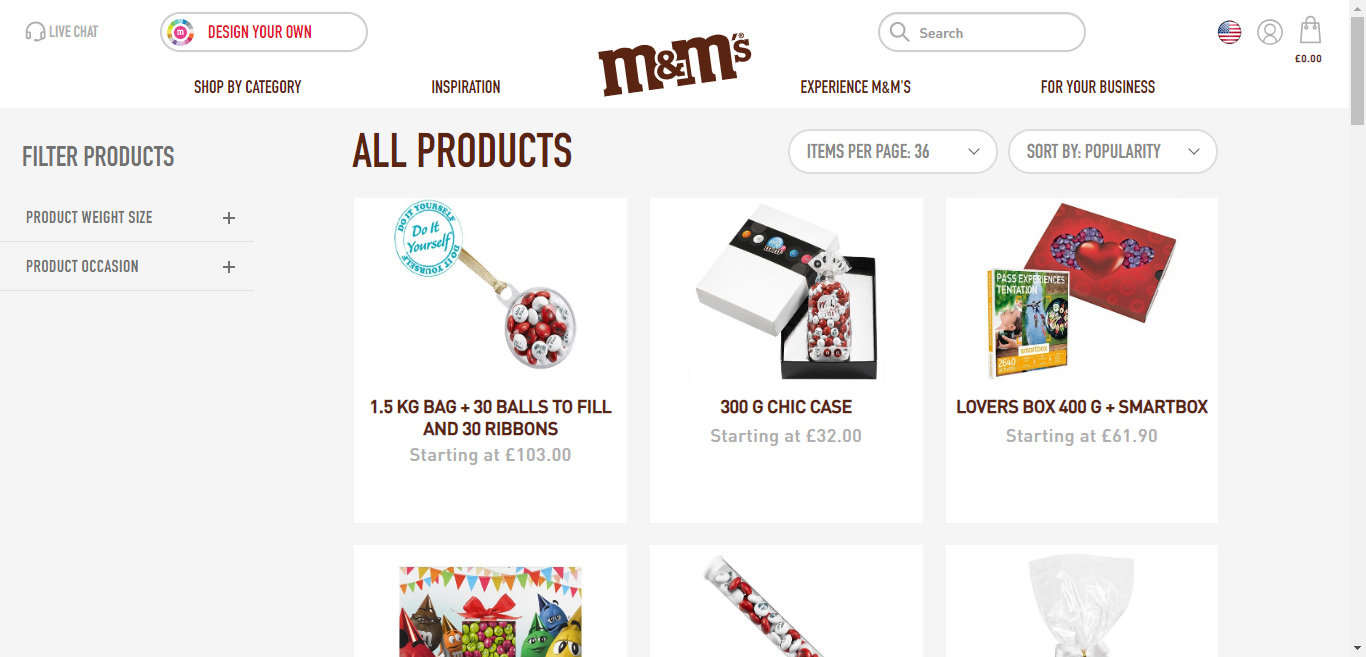 LIVE CHAT
DESIGN YOUR OWN
m&m's®
Search
£0.00
SHOP BY CATEGORY
INSPIRATION
EXPERIENCE M&M'S
FOR YOUR BUSINESS
FILTER PRODUCTS
PRODUCT WEIGHT SIZE
PRODUCT OCCASION
ALL PRODUCTS
ITEMS PER PAGE: 36
SORT BY: POPULARITY
DO IT YOURSELF
Do It
Yourself
DO IT YOURSELF
1.5 KG BAG + 30 BALLS TO FILL
AND 30 RIBBONS
Starting at £103.00
300 G CHIC CASE
Starting at £32.00
PASS EXPERIENCES
TENTATION
smartbox
2640
LOVERS BOX 400 G + SMARTBOX
Starting at £61.90